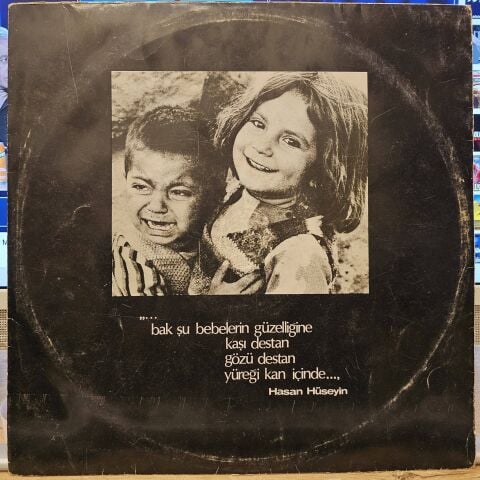 „...
bak şu bebelerin güzelliğine
kaşı destan
gözü destan
yüreği kan içinde...,
Hasan Hüseyin